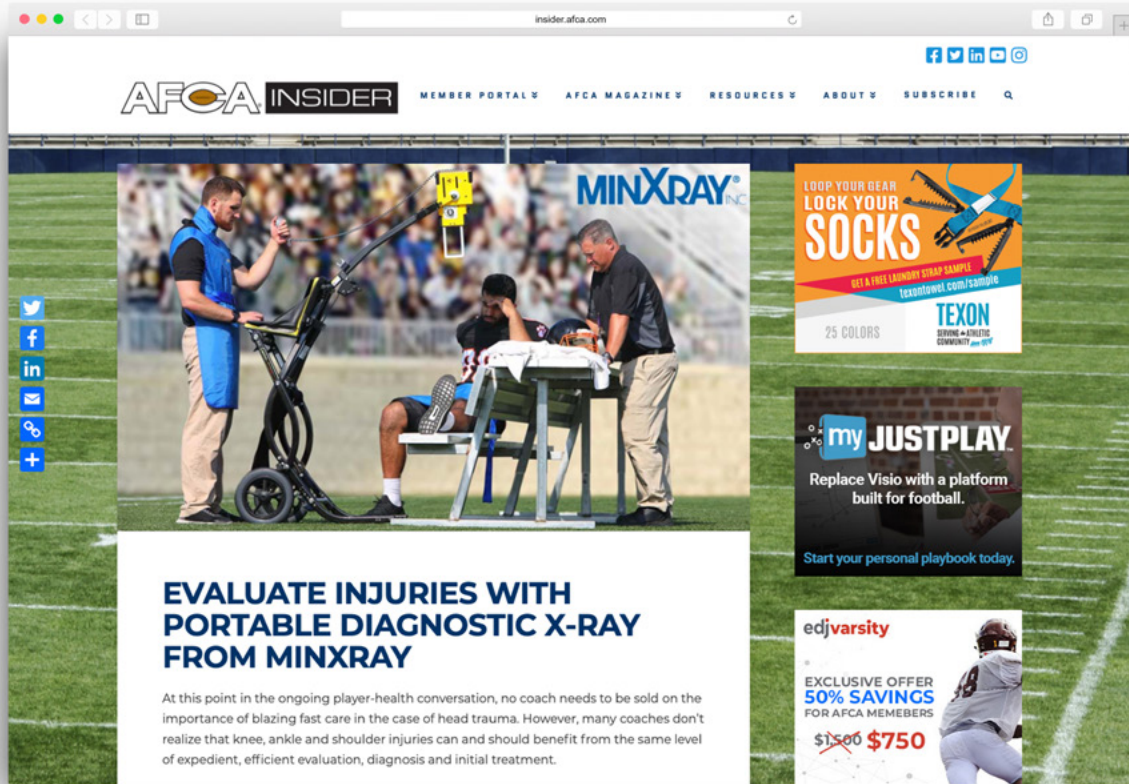 insider.afca.com
AFCA INSIDER
MEMBER PORTAL
AFCA MAGAZINE
RESOURCES
ABOUT
SUBSCRIBE
MINXRAY®
INC
EVALUATE INJURIES WITH
PORTABLE DIAGNOSTIC X-RAY
FROM MINXRAY
At this point in the ongoing player-health conversation, no coach needs to be sold on the
importance of blazing fast care in the case of head trauma. However, many coaches don't
realize that knee, ankle and shoulder injuries can and should benefit from the same level
of expedient, efficient evaluation, diagnosis and initial treatment.
LOOP YOUR GEAR
LOCK YOUR
SOCKS
GET A FREE LAUNDRY STRAP SAMPLE
texontowel.com/sample
25 COLORS
TEXON
SERVING the ATHLETIC
COMMUNITY
my JUSTPLAY
Replace Visio with a platform
built for football.
Start your personal playbook today.
edjvarsity
EXCLUSIVE OFFER
50% SAVINGS
FOR AFCA MEMEBERS
$1,500 $750